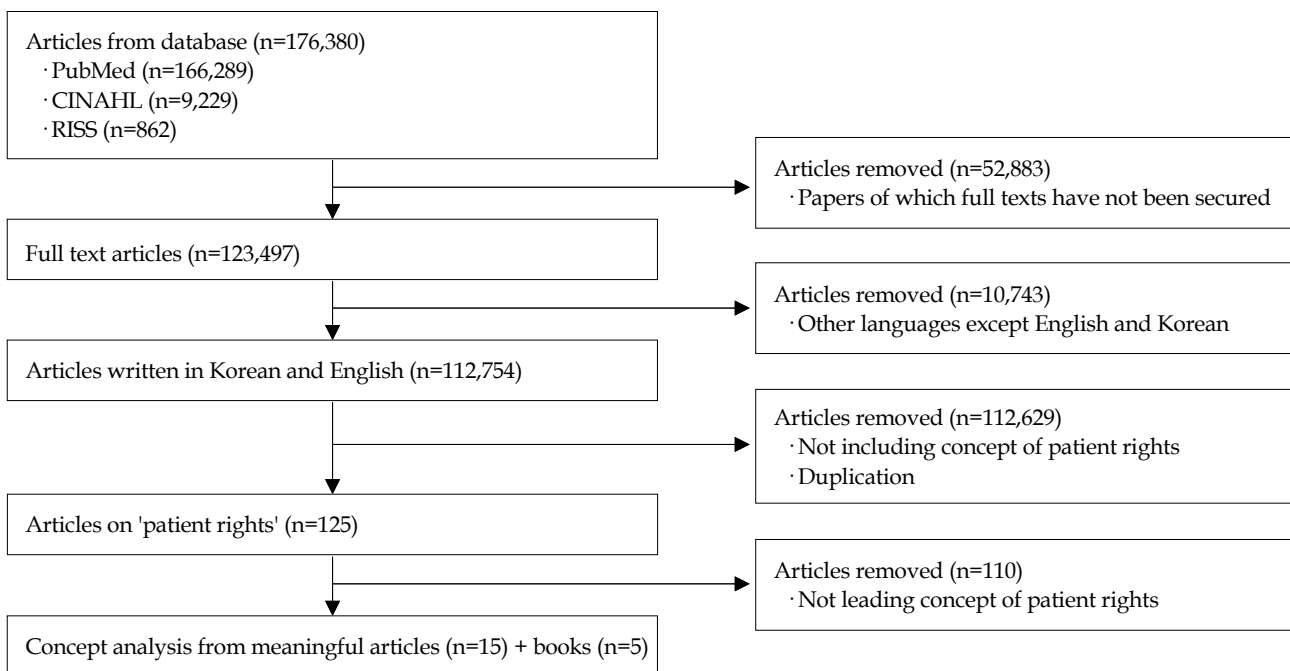 Articles from database (n=176,380)
· PubMed (n=166,289)
· CINAHL (n=9,229)
· RISS (n=862)
Articles removed (n=52,883)
· Papers of which full texts have not been secured
Full text articles (n=123,497)
Articles removed (n=10,743)
· Other languages except English and Korean
Articles written in Korean and English (n=112,754)
Articles removed (n=112,629)
· Not including concept of patient rights
· Duplication
Articles on 'patient rights' (n=125)
Articles removed (n=110)
· Not leading concept of patient rights
Concept analysis from meaningful articles (n=15) + books (n=5)